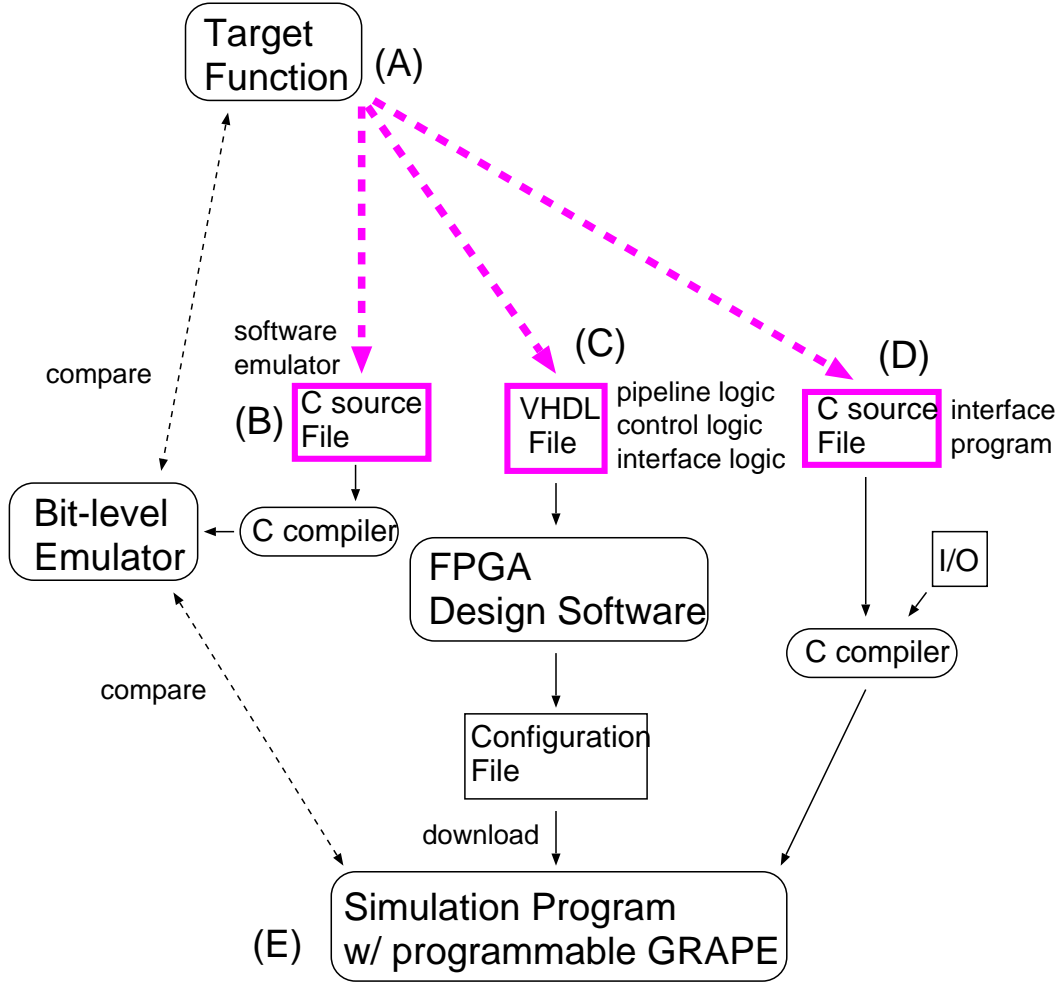 Target
Function
(A)
software
emulator
(C)
(D)
compare
(B)
C source
File
VHDL
File
pipeline logic
control logic
interface logic
C source
File
interface
program
Bit-level
Emulator
C compiler
FPGA
Design Software
I/O
C compiler
compare
Configuration
File
download
(E)
Simulation Program
w/ programmable GRAPE